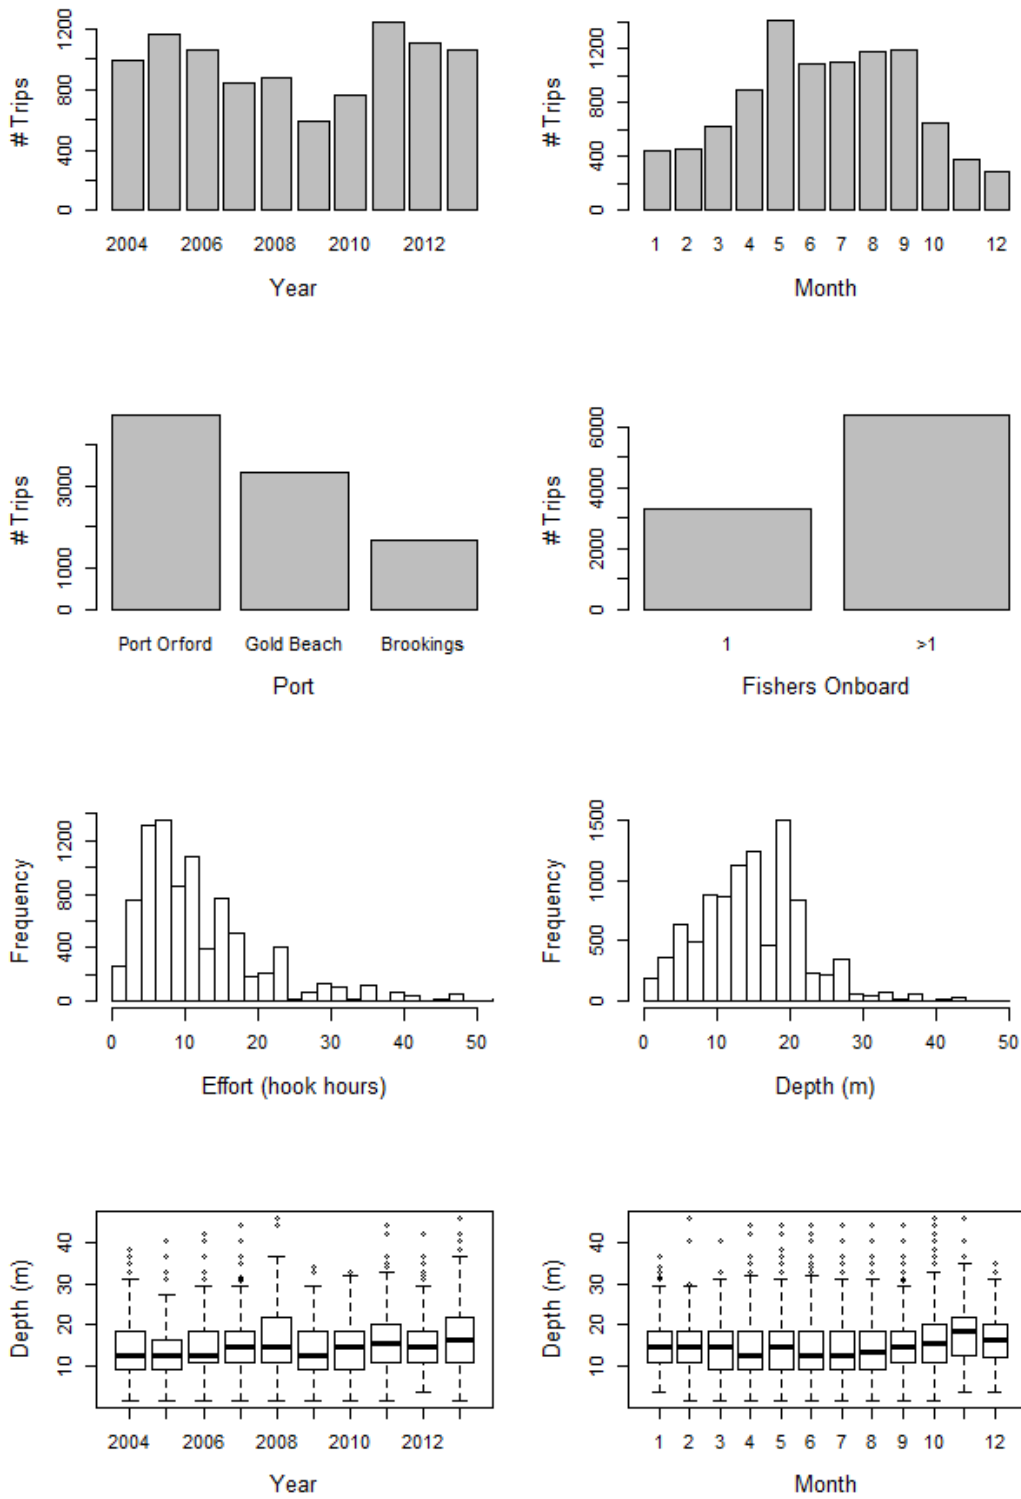 # Trips
0 400 800 1200
2004 2006 2008 2010 2012
Year
# Trips
0 400 800 1200
1 2 3 4 5 6 7 8 9 10 12
Month
# Trips
0 1000 3000
Port Orford Gold Beach Brookings
Port
# Trips
0 2000 4000 6000
1 >1
Fishers Onboard
Frequency
0 400 800 1200
0 10 20 30 40 50
Effort (hook hours)
Frequency
0 500 1000 1500
0 10 20 30 40 50
Depth (m)
Depth (m)
10 20 30 40
2004 2006 2008 2010 2012
Year
Depth (m)
10 20 30 40
1 2 3 4 5 6 7 8 9 10 12
Month